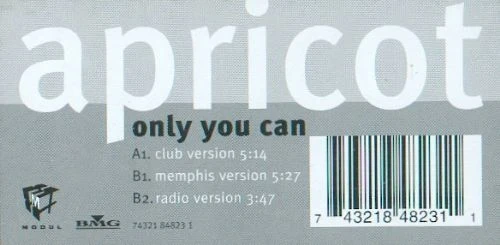 apricot
only you can
A1. club version 5:14
B1. memphis version 5:27
B2. radio version 3:47
MODUL
BMG
74321 84823 1
7 43218 48231 1